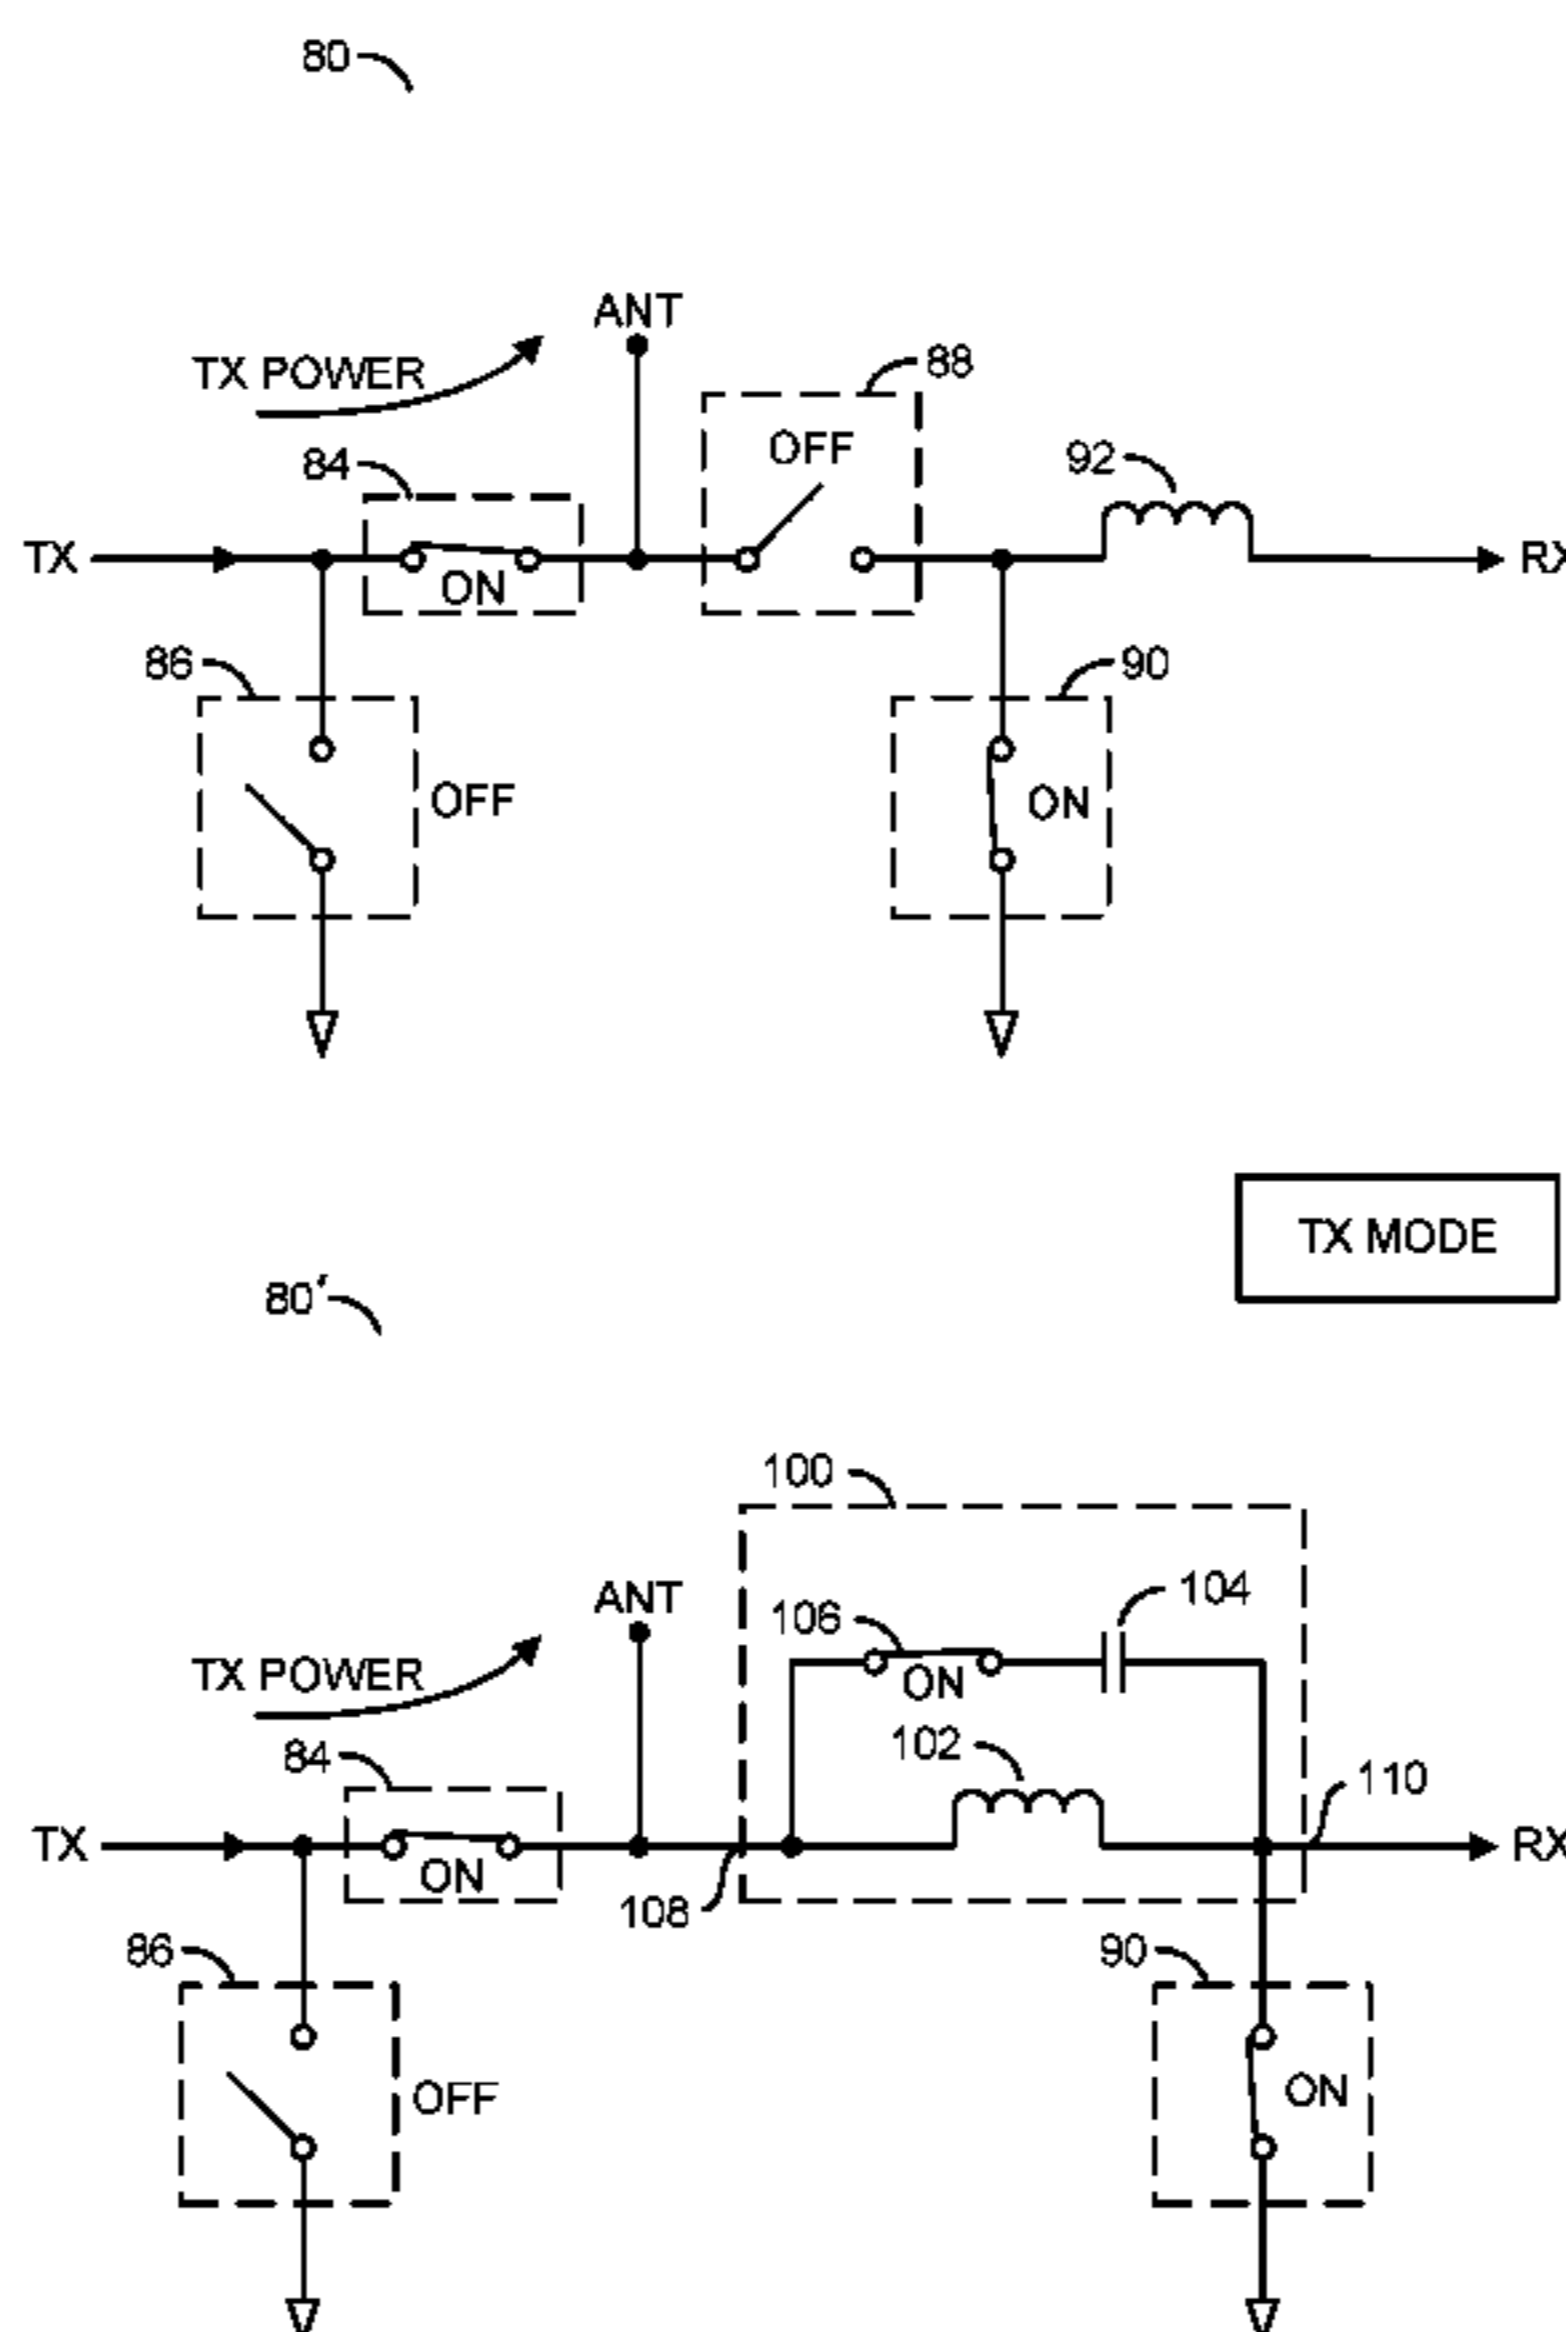 80
ANT
TX POWER
88
OFF
84
92
TX
ON
RX
86
90
OFF
ON
TX MODE
80'
100
ANT
104
106
TX POWER
ON
102
84
110
TX
RX
ON
108
86
90
OFF
ON